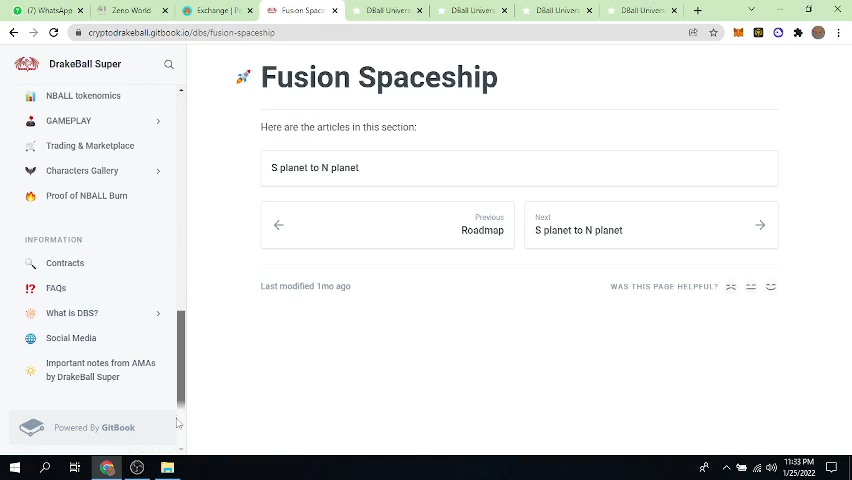 (7) WhatsApp
Zeno World
Exchange | Pa
Fusion Space
DBall Univers
DBall Univers
DBall Univers
DBall Univers
cryptodrakeball.gitbook.io/dbs/fusion-spaceship
DrakeBall Super
NBALL tokenomics
GAMEPLAY
Trading & Marketplace
Characters Gallery
Proof of NBALL Burn
INFORMATION
Contracts
FAQs
What is DBS?
Social Media
Important notes from AMAs
by DrakeBall Super
Powered By GitBook
Fusion Spaceship
Here are the articles in this section:
S planet to N planet
Previous
Roadmap
Next
S planet to N planet
Last modified 1mo ago
WAS THIS PAGE HELPFUL?
11:33 PM
1/25/2022